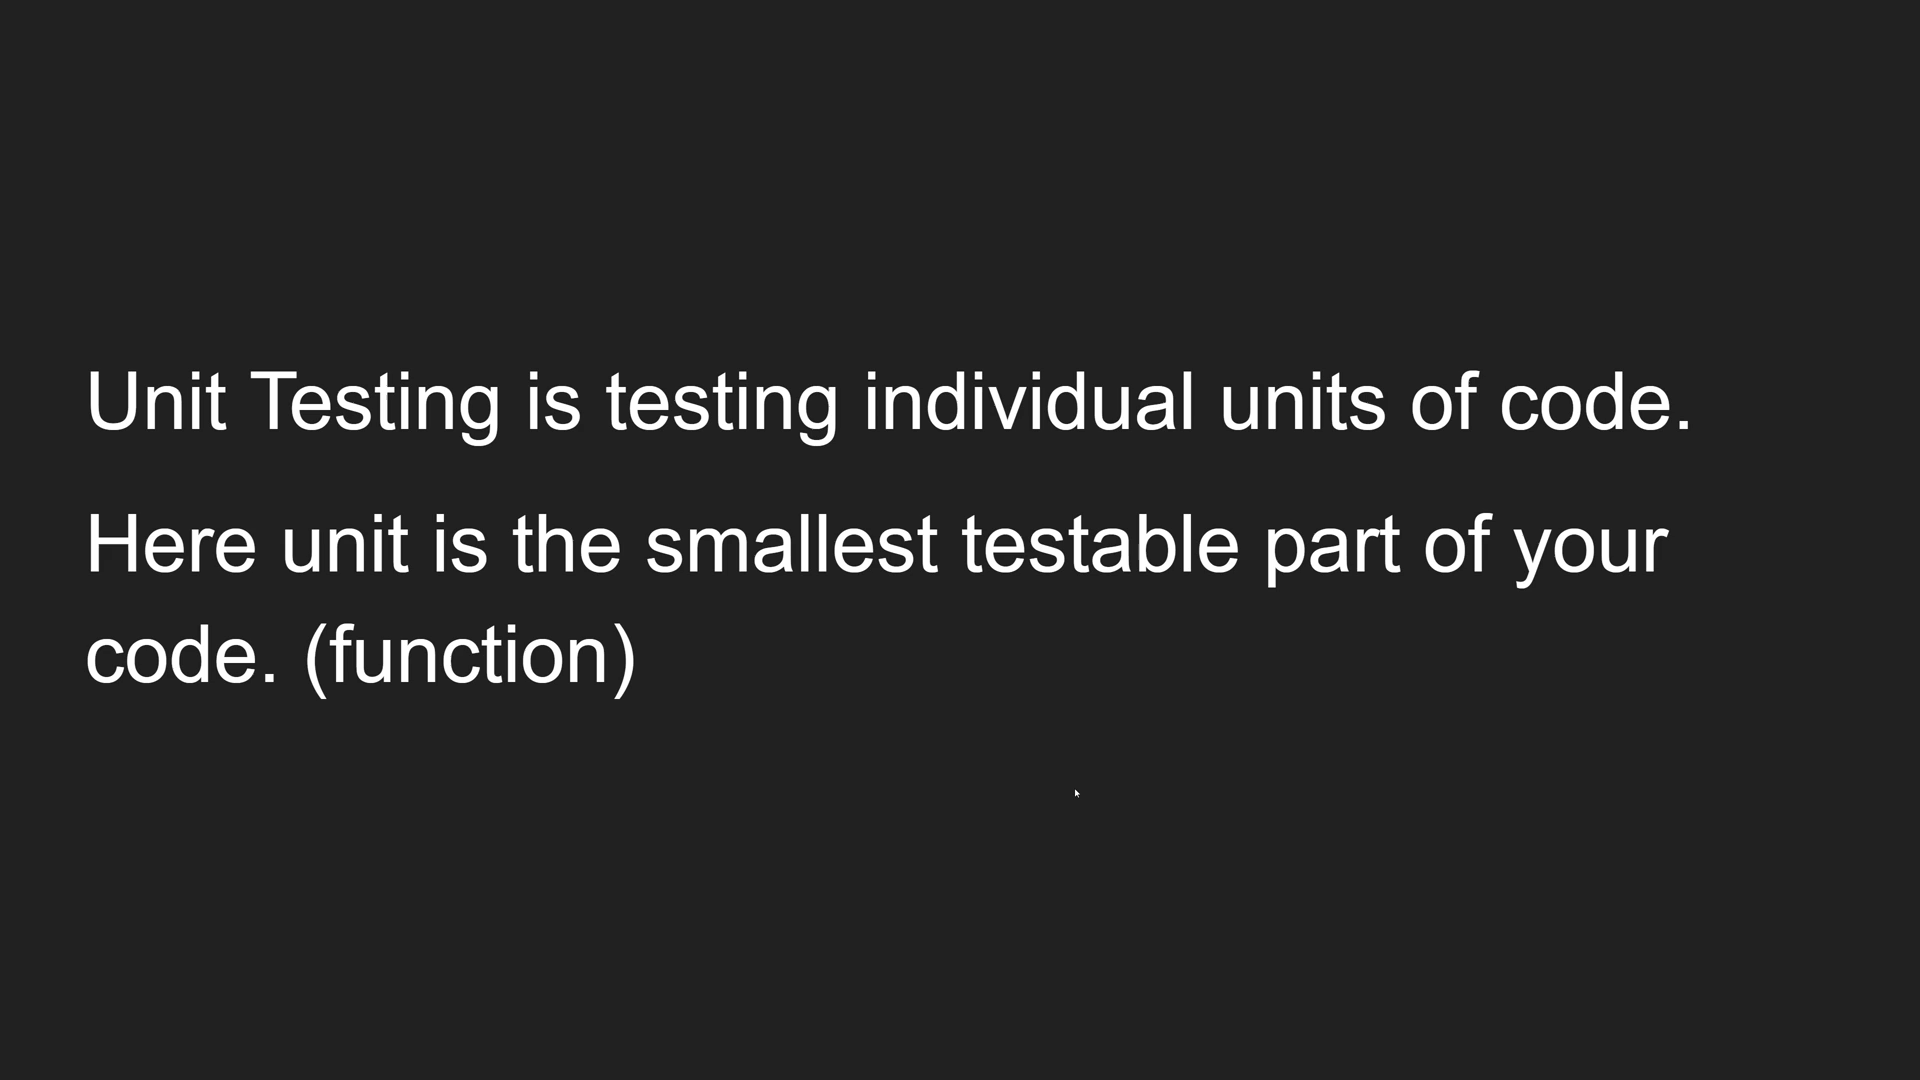 Unit Testing is testing individual units of code.
Here unit is the smallest testable part of your
code. (function)